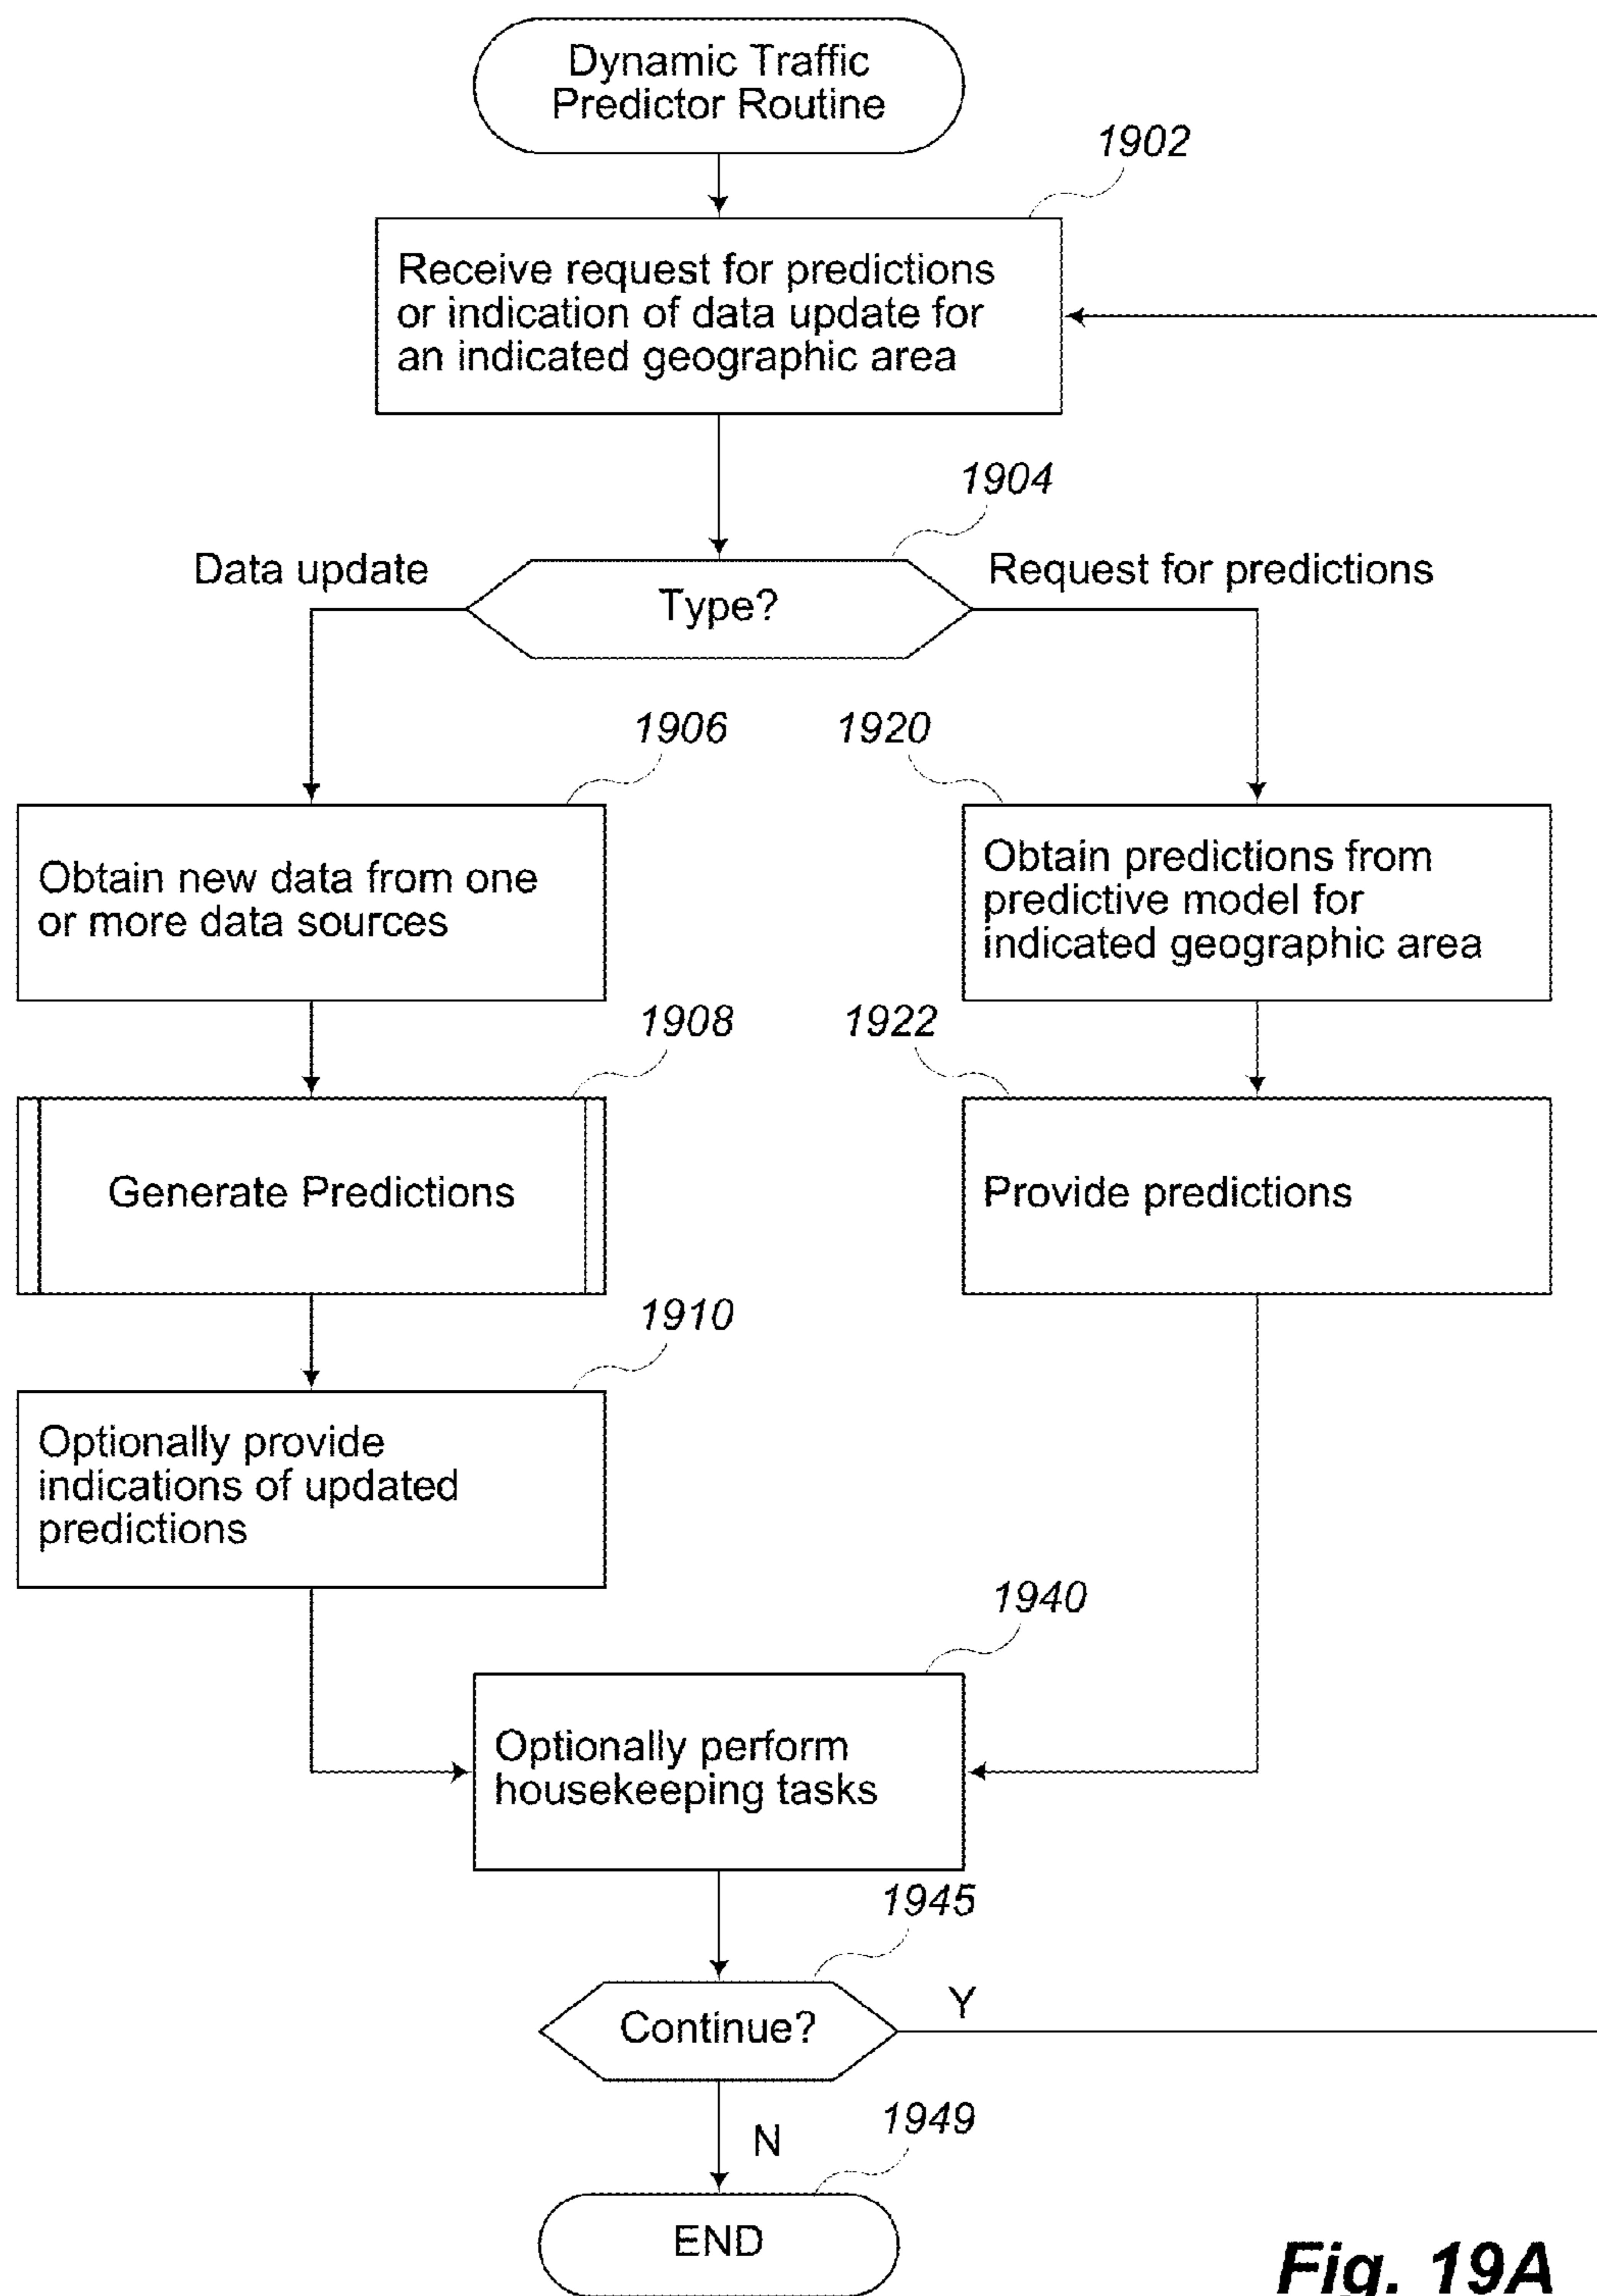 Dynamic Traffic
Predictor Routine
1902
Receive request for predictions
or indication of data update for
an indicated geographic area
1904
Data update
Type?
Request for predictions
1906
1920
Obtain new data from one
or more data sources
Obtain predictions from
predictive model for
indicated geographic area
1908
1922
Generate Predictions
Provide predictions
1910
Optionally provide
indications of updated
predictions
1940
Optionally perform
housekeeping tasks
1945
Continue?
Y
N
1949
END
Fig. 19A